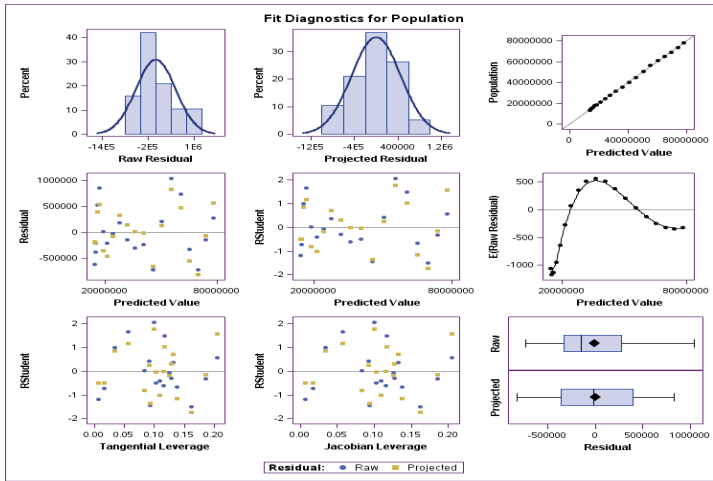 Fit Diagnostics for Population
Percent
40
30
20
10
0
-14E5
-2E5
1E6
Raw Residual
Percent
30
20
10
0
-12E5
-4E5
400000
1.2E6
Projected Residual
Population
80000000
60000000
40000000
20000000
0
0
40000000
80000000
Predicted Value
Residual
1000000
500000
0
-500000
20000000
80000000
Predicted Value
RStudent
2
1
0
-1
-2
20000000
80000000
Predicted Value
E(Raw Residual)
500
0
-500
-1000
20000000
80000000
Predicted Value
RStudent
2
1
0
-1
-2
0.00
0.05
0.10
0.15
0.20
Tangential Leverage
RStudent
2
1
0
-1
-2
0.00
0.05
0.10
0.15
0.20
Jacobian Leverage
Raw
Projected
-500000
0
500000
1000000
Residual
Residual: Raw Projected